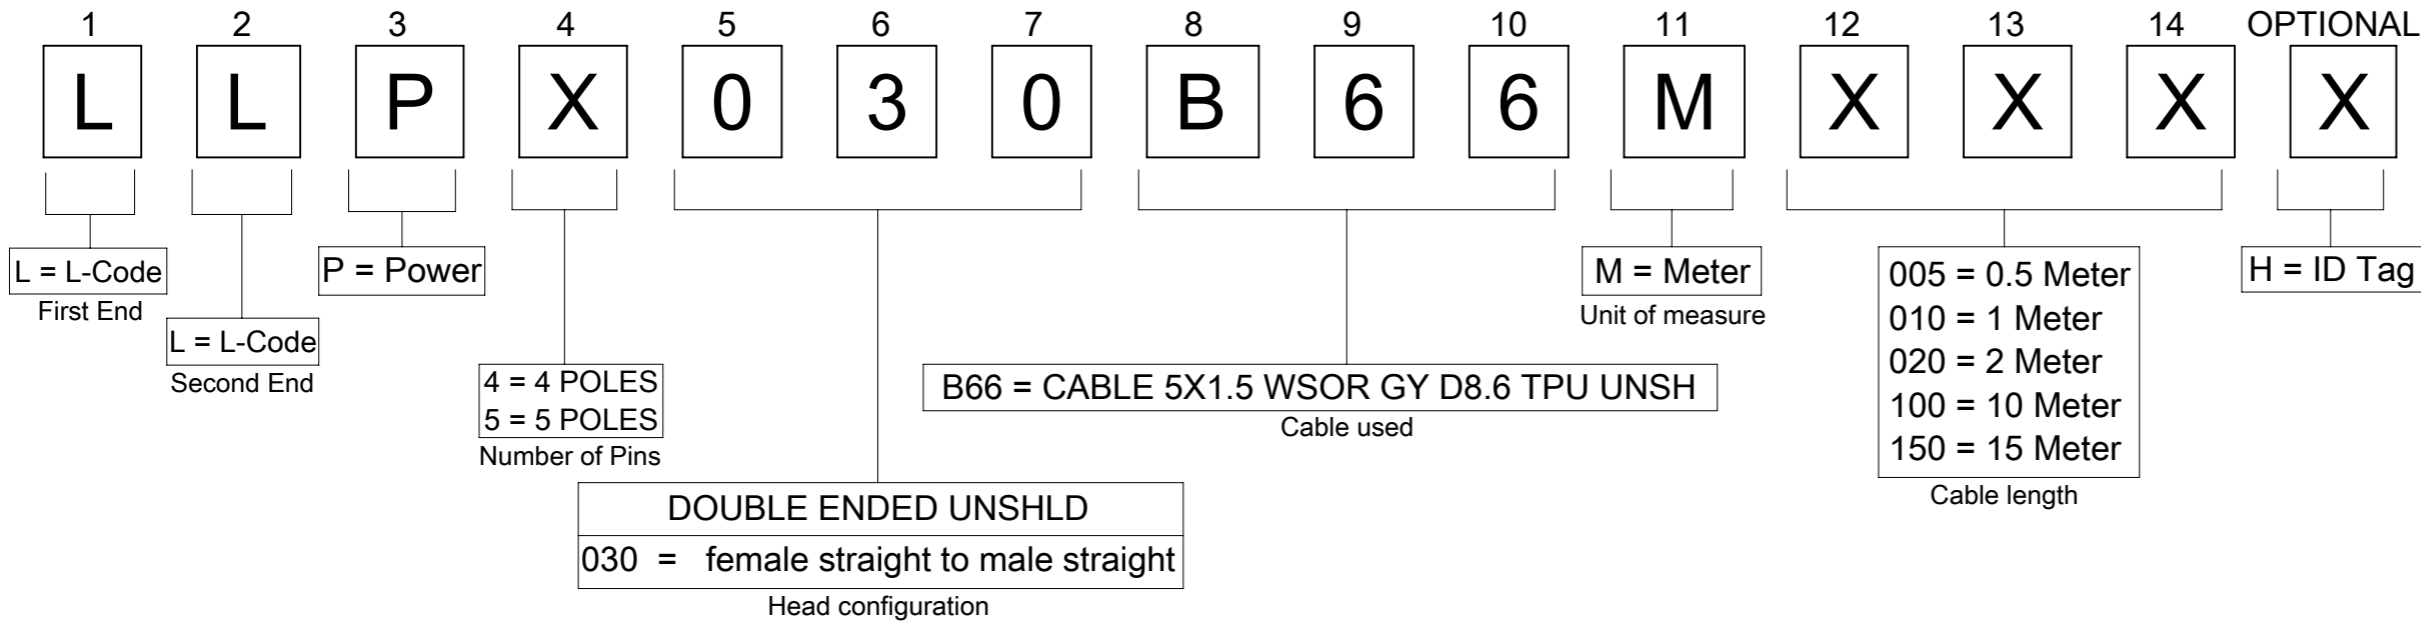 1 2 3 4 5 6 7 8 9 10 11 12 13 14 OPTIONAL
L L P X 0 3 0 B 6 6 M X X X X
L = L-Code
First End
L = L-Code
Second End
P = Power
4 = 4 POLES
5 = 5 POLES
Number of Pins
DOUBLE ENDED UNSHLD
030 = female straight to male straight
Head configuration
B66 = CABLE 5X1.5 WSOR GY D8.6 TPU UNSH
Cable used
M = Meter
Unit of measure
005 = 0.5 Meter
010 = 1 Meter
020 = 2 Meter
100 = 10 Meter
150 = 15 Meter
Cable length
H = ID Tag